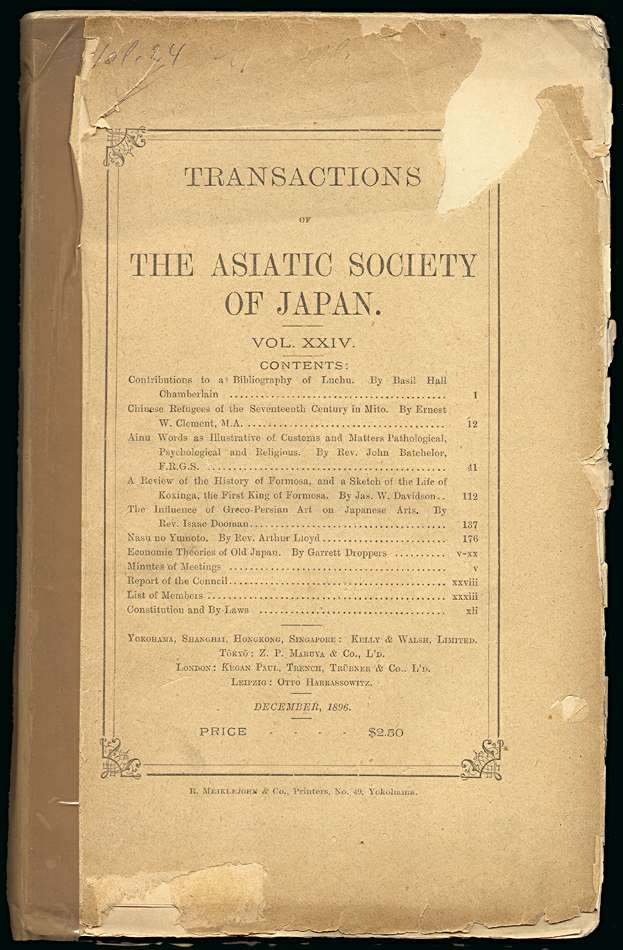 Vol. 24
TRANSACTIONS
OF
THE ASIATIC SOCIETY
OF JAPAN.
VOL. XXIV.
CONTENTS:
Contributions to a Bibliography of Luchu. By Basil Hall
Chamberlain ........................................ 1
Chinese Refugees of the Seventeenth Century in Mito. By Ernest
W. Clement, M.A. ..................................... 12
Ainu Words as Illustrative of Customs and Matters Pathological,
Psychological and Religious. By Rev. John Batchelor,
F.R.G.S. ............................................ 41
A Review of the History of Formosa, and a Sketch of the Life of
Koxinga, the First King of Formosa. By Jas. W. Davidson.. 112
The Influence of Greco-Persian Art on Japanese Arts. By
Rev. Isaac Dooman.................................... 137
Nasu no Yumoto. By Rev. Arthur Lloyd...................... 176
Economic Theories of Old Japan. By Garrett Droppers .......... v-xx
Minutes of Meetings ........................................ v
Report of the Council........................................ xxviii
List of Members ............................................ xxxiii
Constitution and By-Laws .................................... xli
YOKOHAMA, SHANGHAI, HONGKONG, SINGAPORE: KELLY & WALSH, LIMITED.
TŌKYŌ: Z. P. MARUYA & CO., L'D.
LONDON: KEGAN PAUL, TRENCH, TRÜBNER & CO.. L'D.
LEIPZIG: OTTO HARRASSOWITZ.
DECEMBER, 1896.
PRICE - - - - $2.50
R. MEIKLEJOHN & Co., Printers, No. 49, Yokohama.